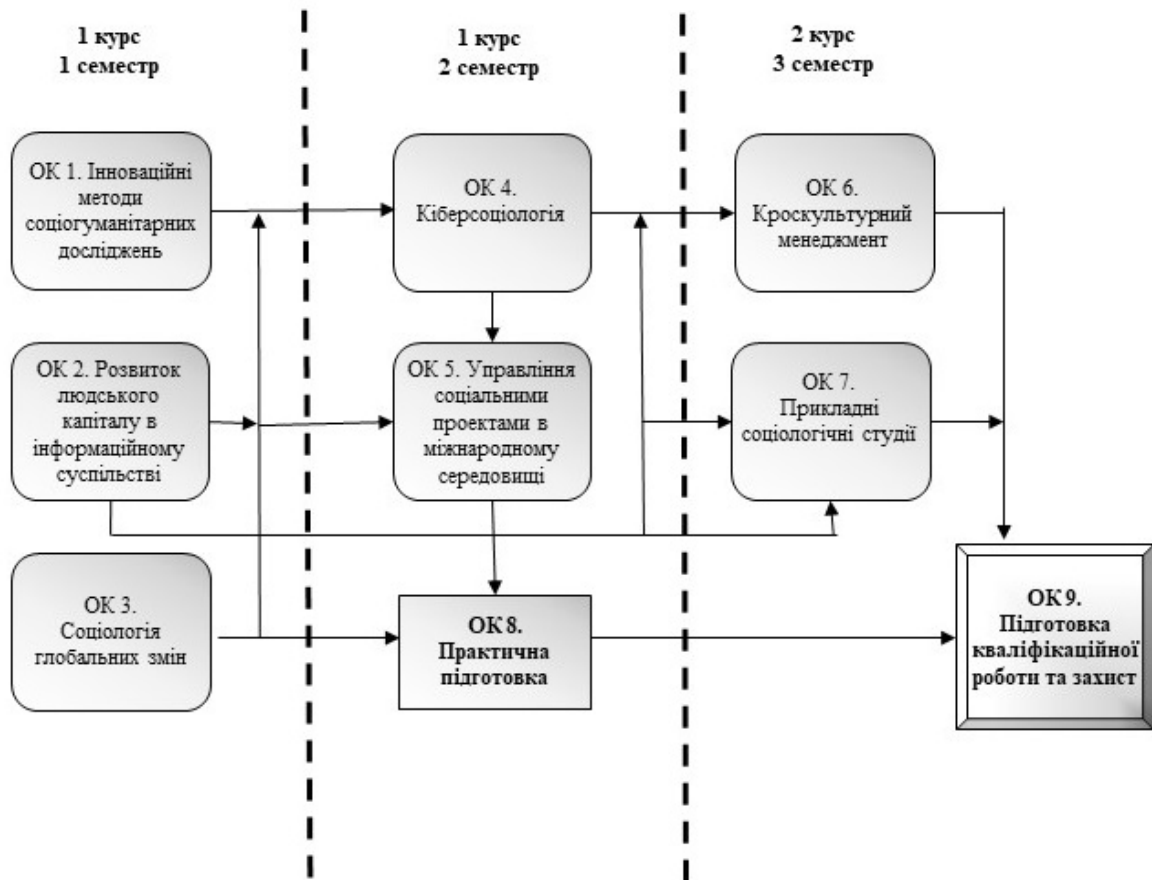 1 курс
1 семестр
1 курс
2 семестр
2 курс
3 семестр
ОК 1. Інноваційні
методи
соціогуманітарних
досліджень
ОК 4.
Кіберсоціологія
ОК 6.
Кроскультурний
менеджмент
ОК 2. Розвиток
людського
капіталу в
інформаційному
суспільстві
ОК 5. Управління
соціальними
проектами в
міжнародному
середовищі
ОК 7.
Прикладні
соціологічні студії
ОК 3.
Соціологія
глобальних змін
ОК 8.
Практична
підготовка
ОК 9.
Підготовка
кваліфікаційної
роботи та захист